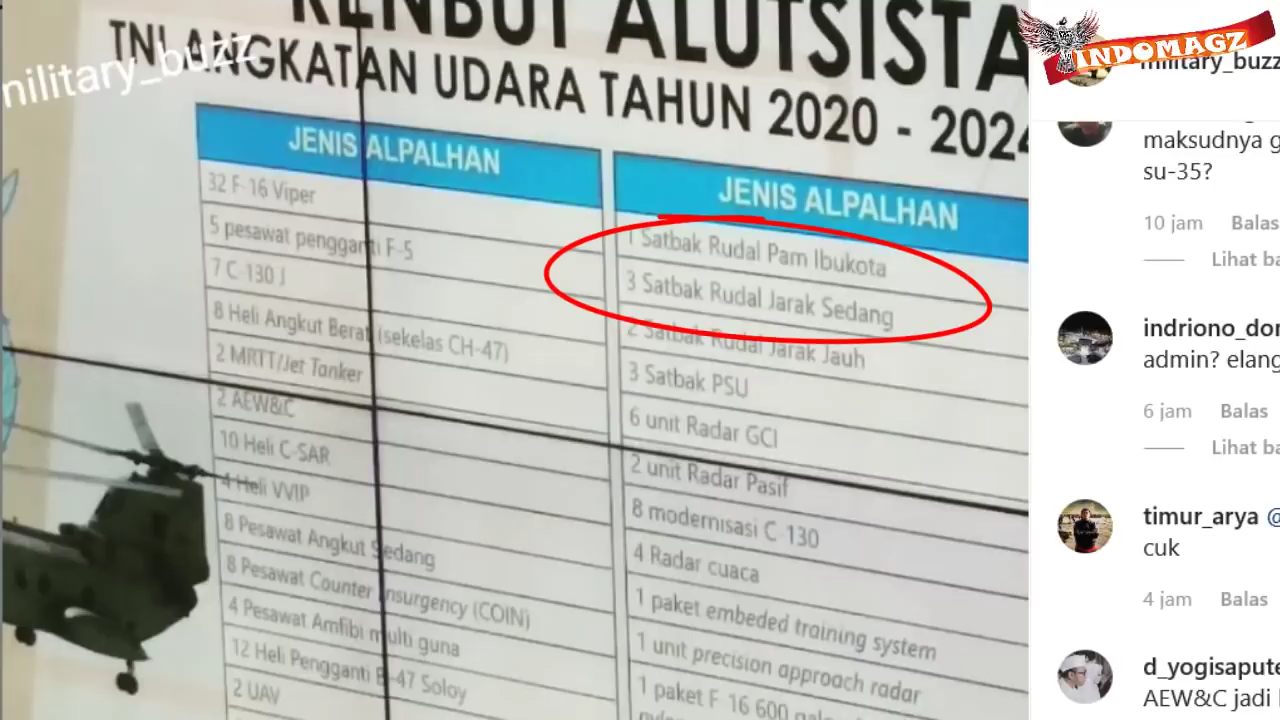 RENBUT ALUTSISTA
TNI ANGKATAN UDARA TAHUN 2020 - 2024
military_buzz
JENIS ALPALHAN
32 F-16 Viper
5 pesawat pengganti F-5
7 C-130 J
8 Heli Angkut Berat (sekelas CH-47)
2 MRTT/Jet Tanker
2 AEW&C
10 Heli C-SAR
4 Heli VVIP
8 Pesawat Angkut Sedang
8 Pesawat Counter Insurgency (COIN)
4 Pesawat Amfibi multi guna
12 Heli Pengganti B-47 Soloy
2 UAV
JENIS ALPALHAN
1 Satbak Rudal Pam Ibukota
3 Satbak Rudal Jarak Sedang
2 Satbak Rudal Jarak Jauh
3 Satbak PSU
6 unit Radar GCI
2 unit Radar Pasif
8 modernisasi C-130
4 Radar cuaca
1 paket embeded training system
1 unit precision approach radar
1 paket F-16 600
INDOMAGZ
military_buzz
maksudnya g
su-35?
10 jam Balas
Lihat ba
indriono_dor
admin? elang
6 jam Balas
Lihat ba
timur_arya @
cuk
4 jam Balas
d_yogisapute
AEW&C jadi